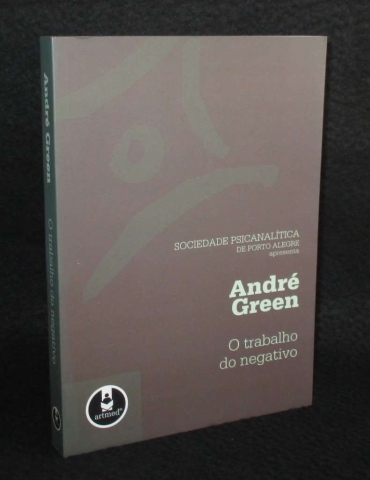 André Green O trabalho do negativo
SOCIEDADE PSICANALÍTICA
DE PORTO ALEGRE
apresenta
André
Green
O trabalho
do negativo
artmed®